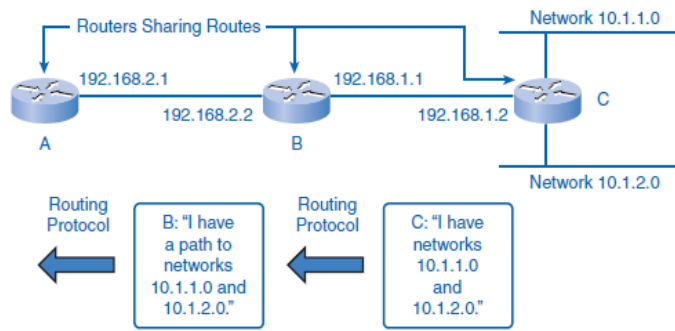 Network 10.1.1.0
Routers Sharing Routes
192.168.2.1
192.168.1.1
192.168.2.2
192.168.1.2
A
B
C
Network 10.1.2.0
Routing
Protocol
B: “I have
a path to
networks
10.1.1.0 and
10.1.2.0.”
Routing
Protocol
C: “I have
networks
10.1.1.0
and
10.1.2.0.”